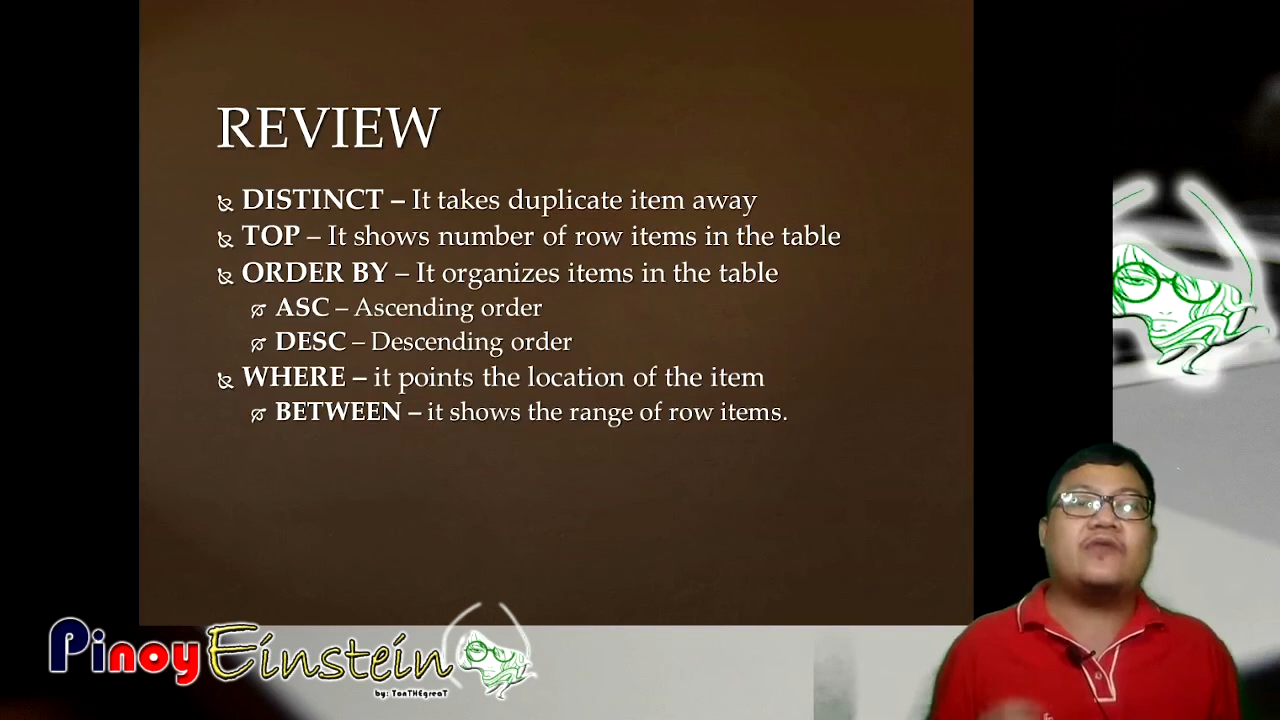 REVIEW
DISTINCT – It takes duplicate item away
TOP – It shows number of row items in the table
ORDER BY – It organizes items in the table
ASC – Ascending order
DESC – Descending order
WHERE – it points the location of the item
BETWEEN – it shows the range of row items.
Pinoy Einstein
by: TonTHEgreaT